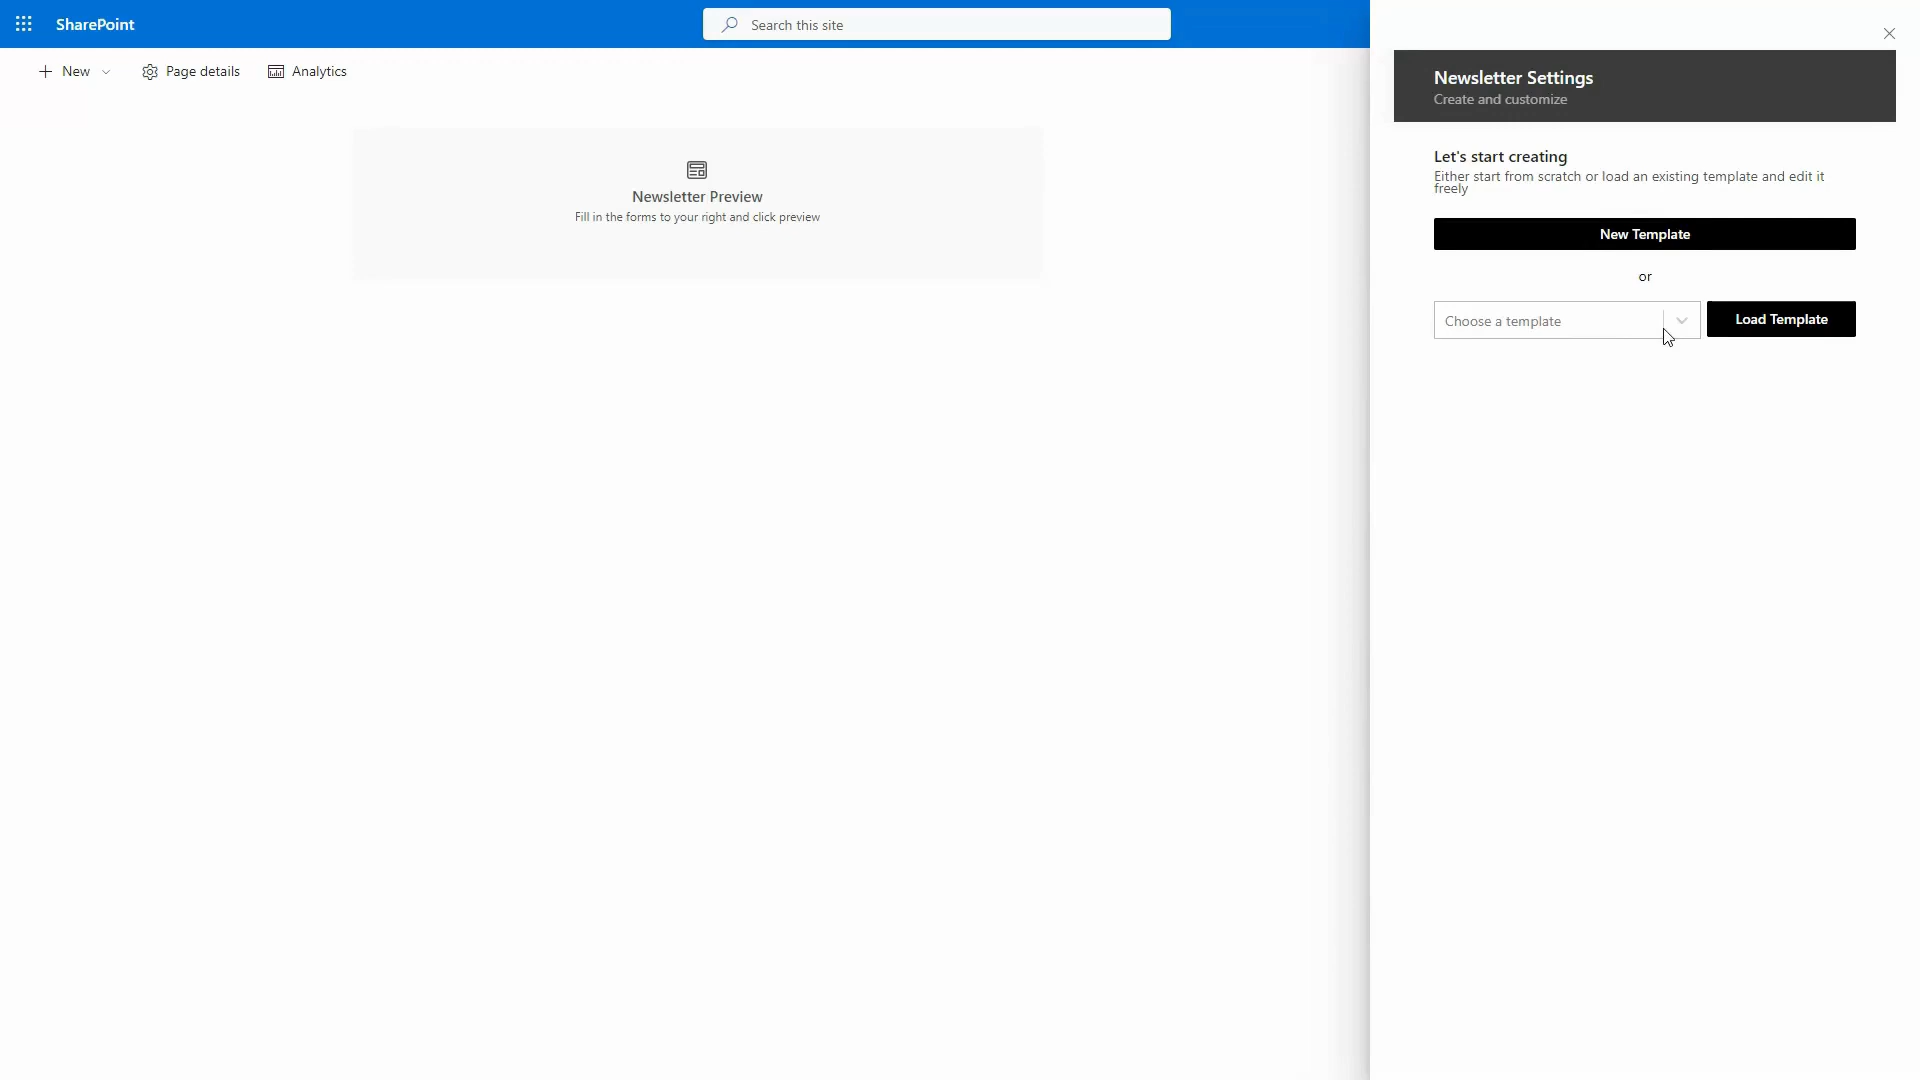 SharePoint
Search this site
New
Page details
Analytics
Newsletter Preview
Fill in the forms to your right and click preview
Newsletter Settings
Create and customize
Let's start creating
Either start from scratch or load an existing template and edit it
freely
New Template
or
Choose a template
Load Template